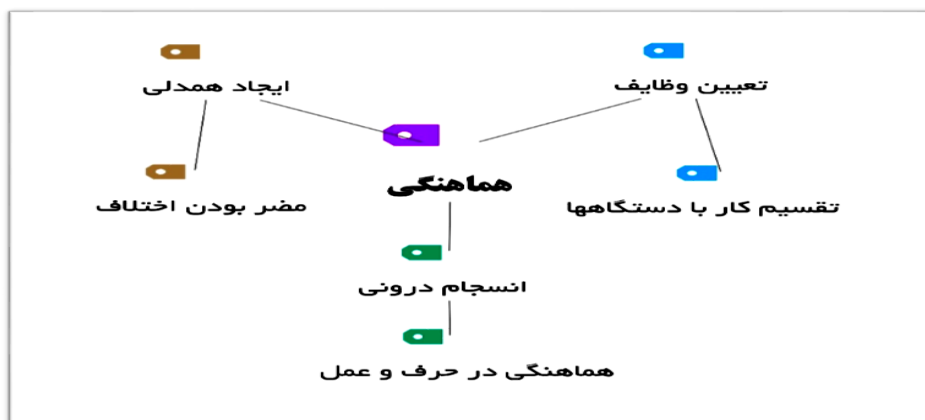 تعیین وظایف
ایجاد همدلی
هماهنگی
تقسیم کار با دستگاهها
مضر بودن اختلاف
انسجام درونی
هماهنگی در حرف و عمل